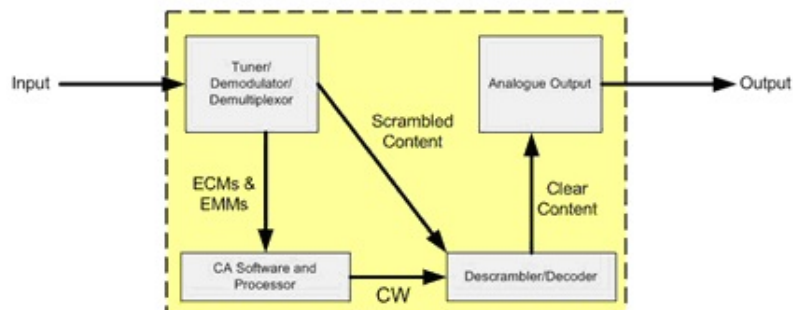 Input
Tuner/
Demodulator/
Demultiplexor
Analogue Output
Output
Scrambled
Content
ECMs &
EMMs
Clear
Content
CA Software and
Processor
CW
Descrambler/Decoder